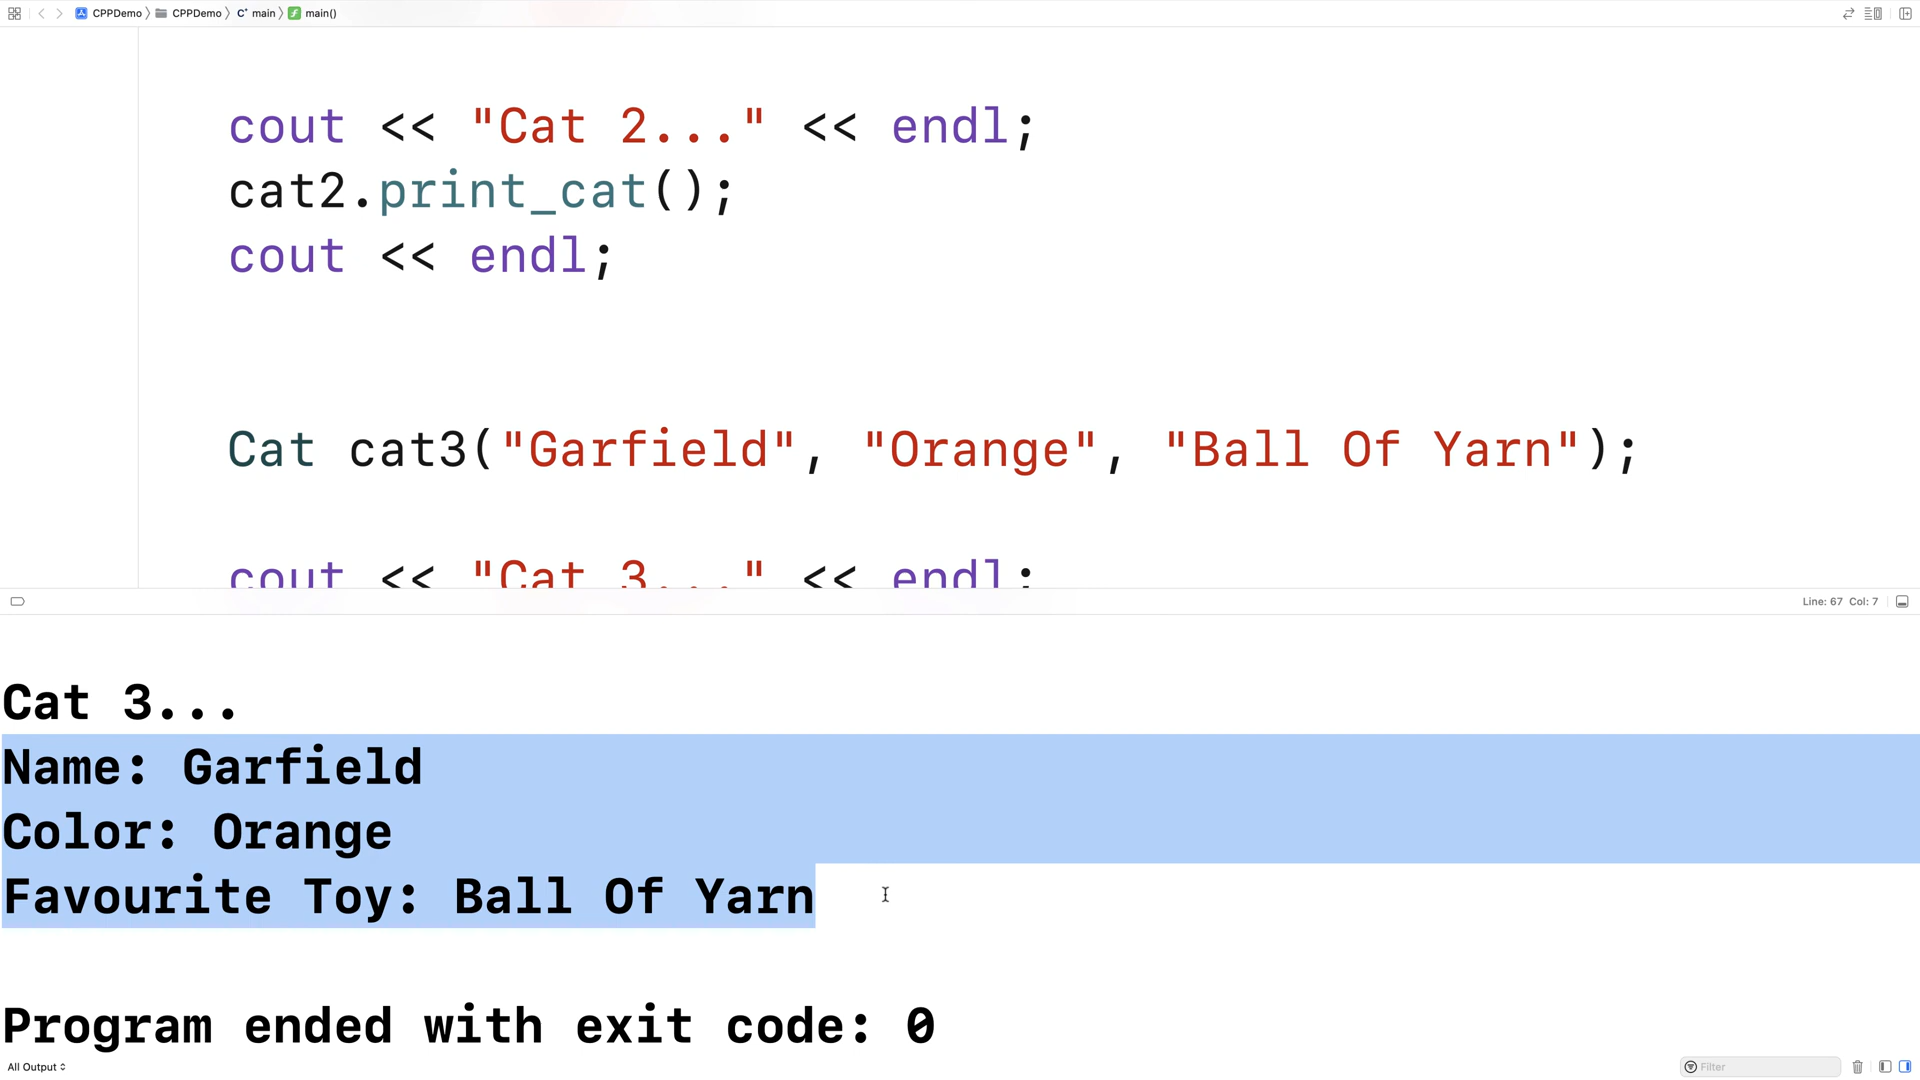 CPPDemo CPPDemo C+ main f main()
cout << "Cat 2..." << endl;
cat2.print_cat();
cout << endl;
Cat cat3("Garfield", "Orange", "Ball Of Yarn");
cout << "Cat 3..." << endl;
Line: 67 Col: 7
Cat 3...
Name: Garfield
Color: Orange
Favourite Toy: Ball Of Yarn
Program ended with exit code: 0
All Output
Filter